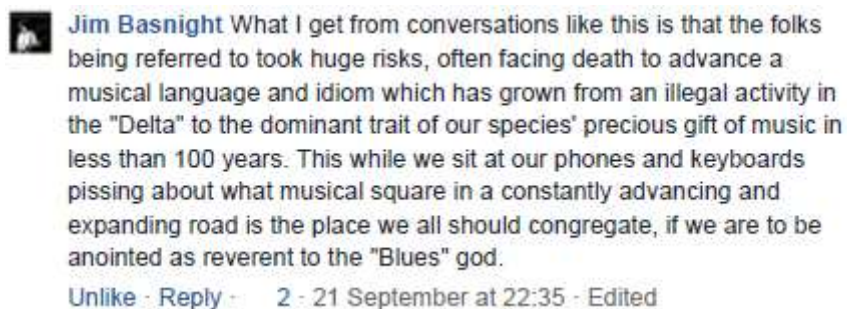 Jim Basnight What I get from conversations like this is that the folks
being referred to took huge risks, often facing death to advance a
musical language and idiom which has grown from an illegal activity in
the "Delta" to the dominant trait of our species' precious gift of music in
less than 100 years. This while we sit at our phones and keyboards
pissing about what musical square in a constantly advancing and
expanding road is the place we all should congregate, if we are to be
anointed as reverent to the "Blues" god.
Unlike · Reply · 2 · 21 September at 22:35 · Edited